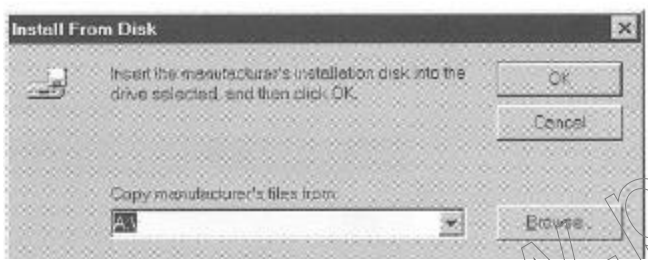 Install From Disk
Insert the manufacturer's installation disk into the
drive selected, and then click OK.
OK
Cancel
Copy manufacturer's files from:
A:\
Browse...